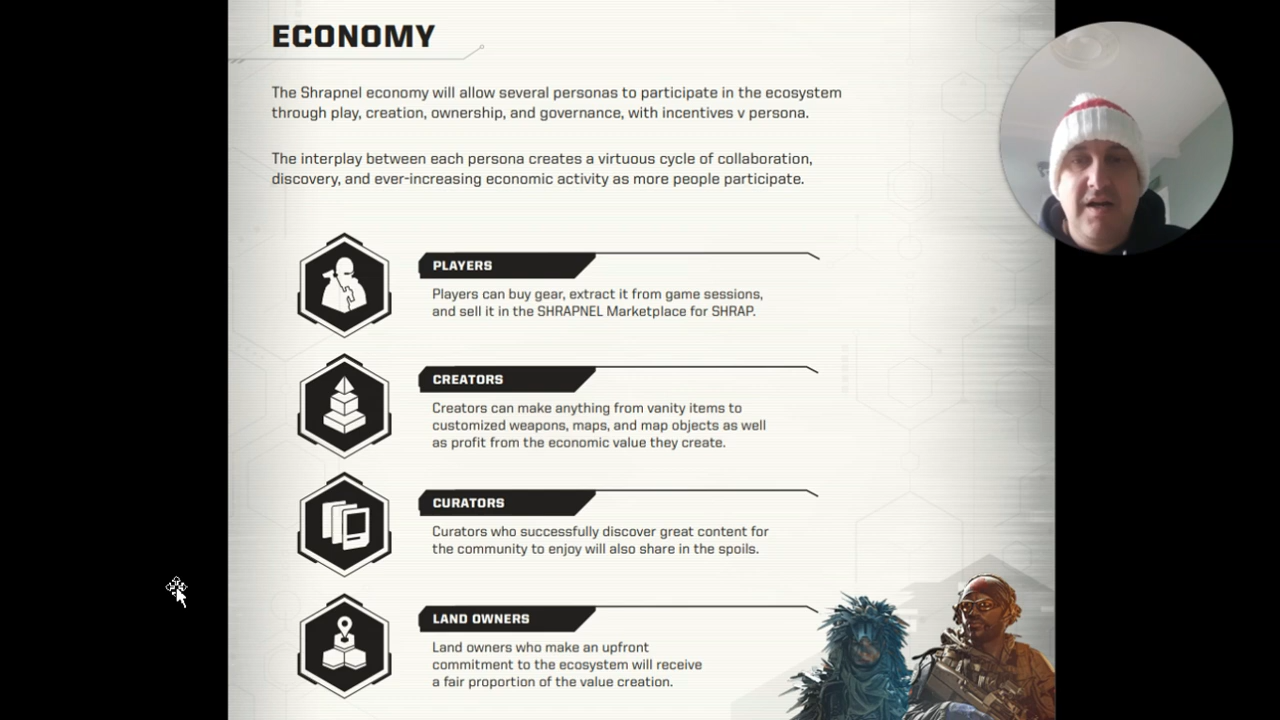 ECONOMY
The Shrapnel economy will allow several personas to participate in the ecosystem
through play, creation, ownership, and governance, with incentives v persona.
The interplay between each persona creates a virtuous cycle of collaboration,
discovery, and ever-increasing economic activity as more people participate.
PLAYERS
Players can buy gear, extract it from game sessions,
and sell it in the SHRAPNEL Marketplace for SHRAP.
CREATORS
Creators can make anything from vanity items to
customized weapons, maps, and map objects as well
as profit from the economic value they create.
CURATORS
Curators who successfully discover great content for
the community to enjoy will also share in the spoils.
LAND OWNERS
Land owners who make an upfront
commitment to the ecosystem will receive
a fair proportion of the value creation.